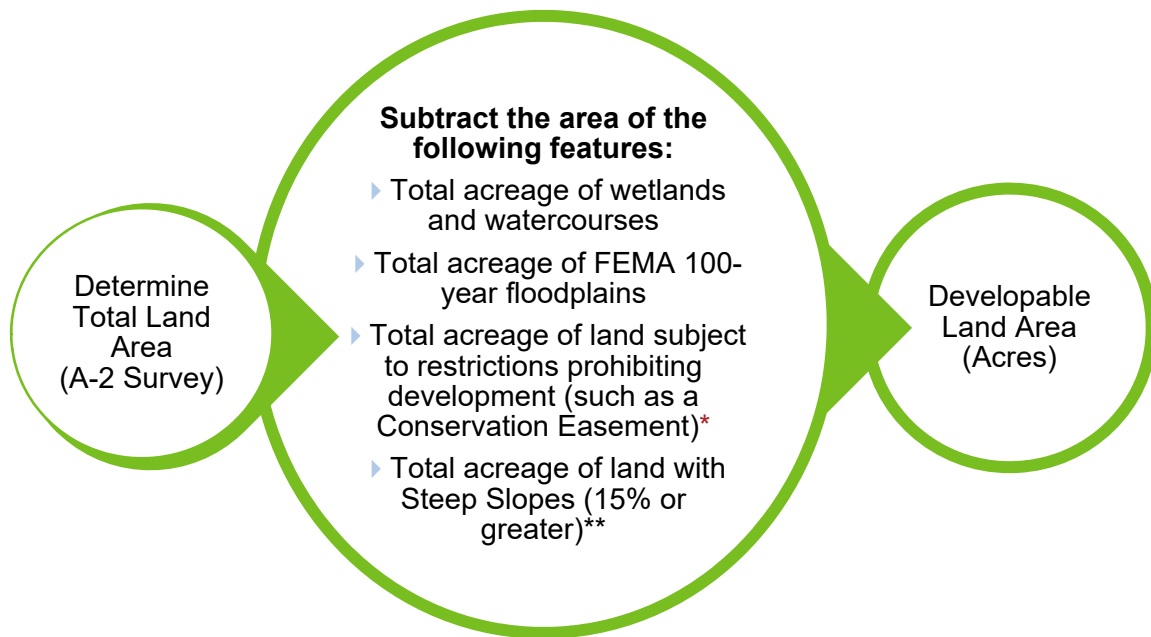 Determine
Total Land
Area
(A-2 Survey)
Subtract the area of the
following features:
Total acreage of wetlands
and watercourses
Total acreage of FEMA 100-
year floodplains
Total acreage of land subject
to restrictions prohibiting
development (such as a
Conservation Easement)*
Total acreage of land with
Steep Slopes (15% or
greater)**
Developable
Land Area
(Acres)